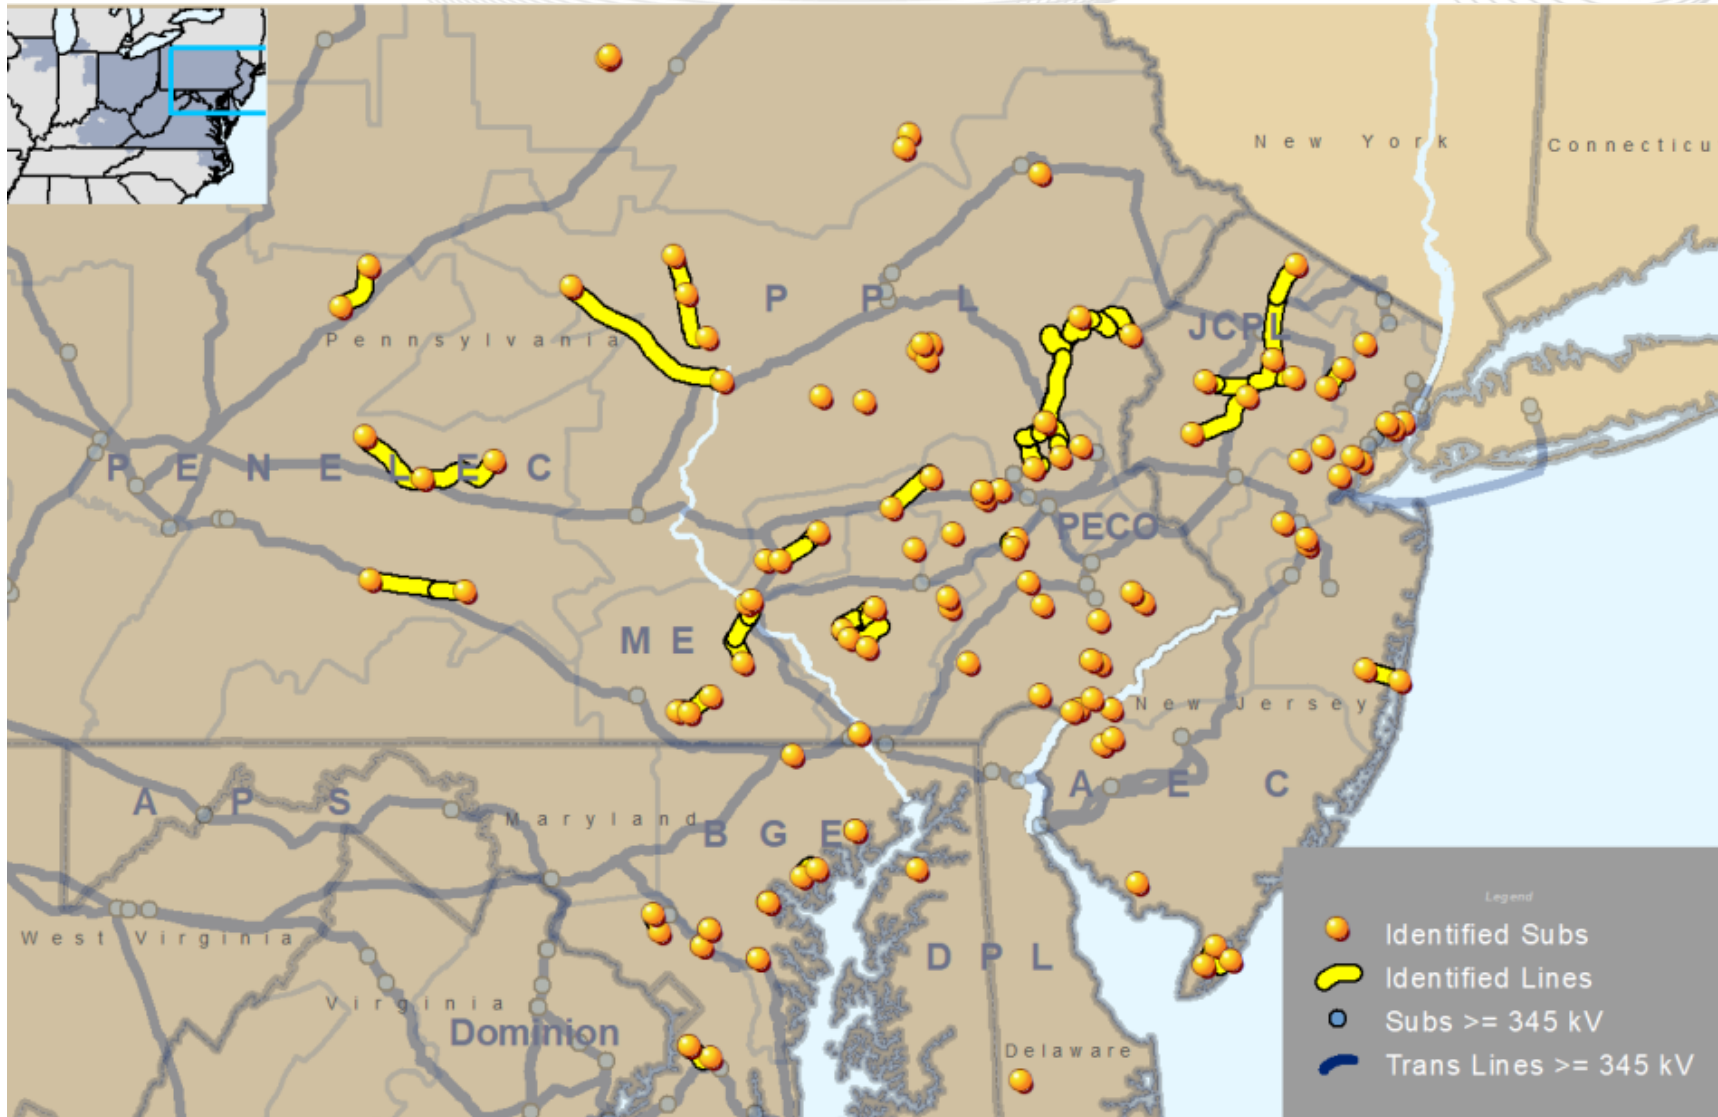 New York
Connecticu
PPL
JCPL
Pennsylvania
PENELEC
PECO
ME
New Jersey
APS
AEC
Maryland
BGE
West Virginia
DPL
Virginia
Dominion
Delaware
Legend
Identified Subs
Identified Lines
Subs >= 345 kV
Trans Lines >= 345 kV